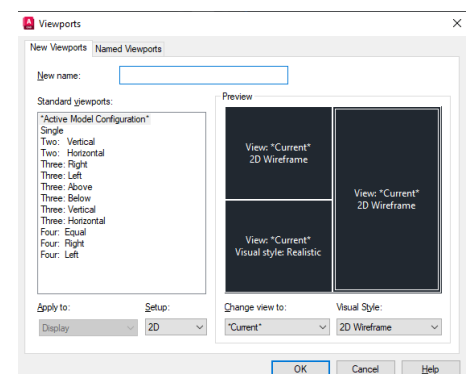 Viewports
New Viewports Named Viewports
New name:
Standard viewports:
*Active Model Configuration*
Single
Two: Vertical
Two: Horizontal
Three: Right
Three: Left
Three: Above
Three: Below
Three: Vertical
Three: Horizontal
Four: Equal
Four: Right
Four: Left
Preview
View: *Current*
2D Wireframe
View: *Current*
Visual style: Realistic
View: *Current*
2D Wireframe
Apply to:
Display
Setup:
2D
Change view to:
*Current*
Visual Style:
2D Wireframe
OK Cancel Help